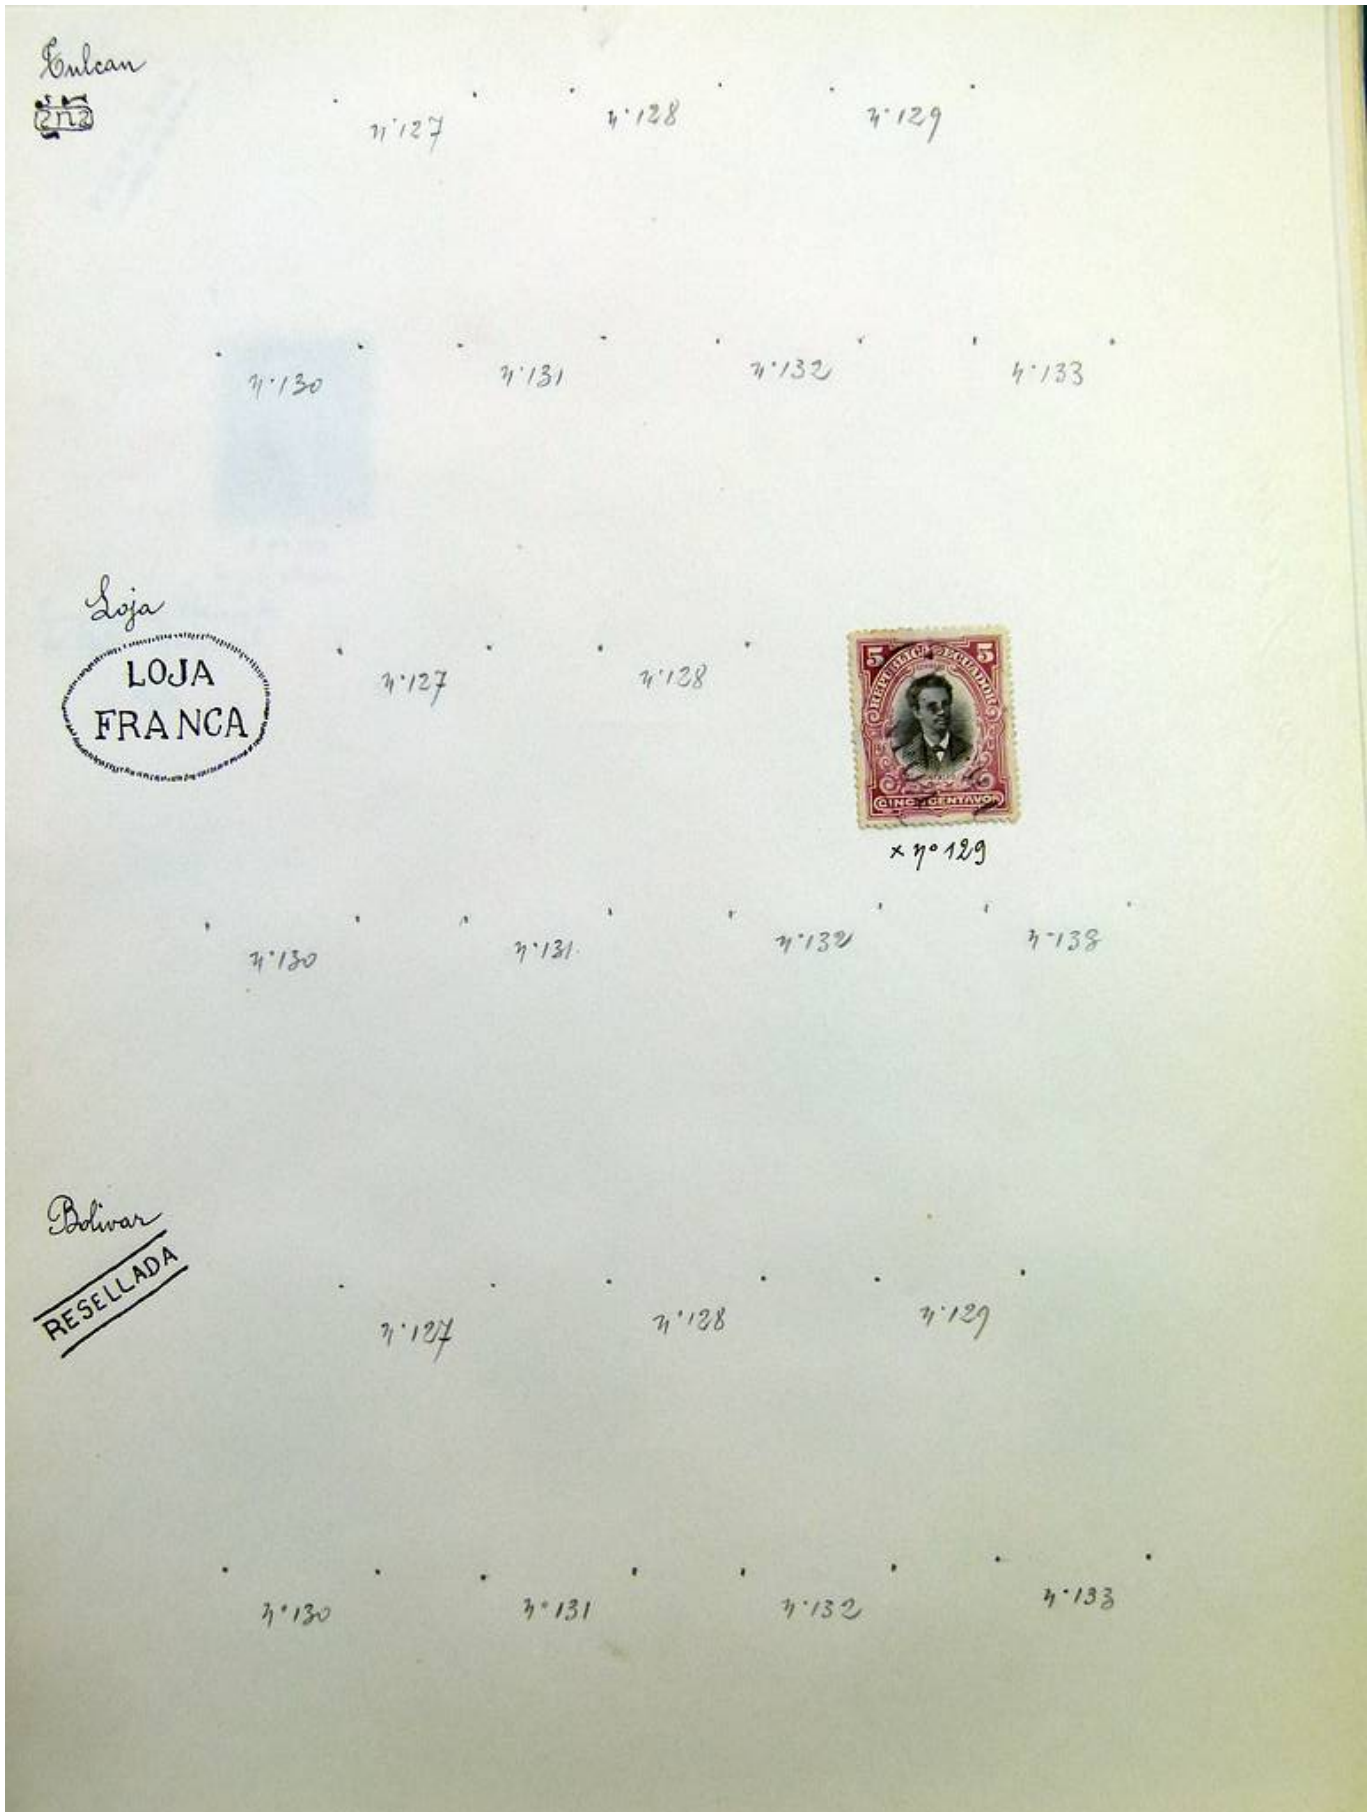 Tulcan
n° 127 n° 128 n° 129
n° 130 n° 131 n° 132 n° 133
Loja
LOJA
FRANCA
n° 127 n° 128
5 5
REPUBLICA ECUADOR
CINCO CENTAVOS
x n° 129
n° 130 n° 131 n° 132 n° 133
Bolivar
RESELLADA
n° 127 n° 128 n° 129
n° 130 n° 131 n° 132 n° 133